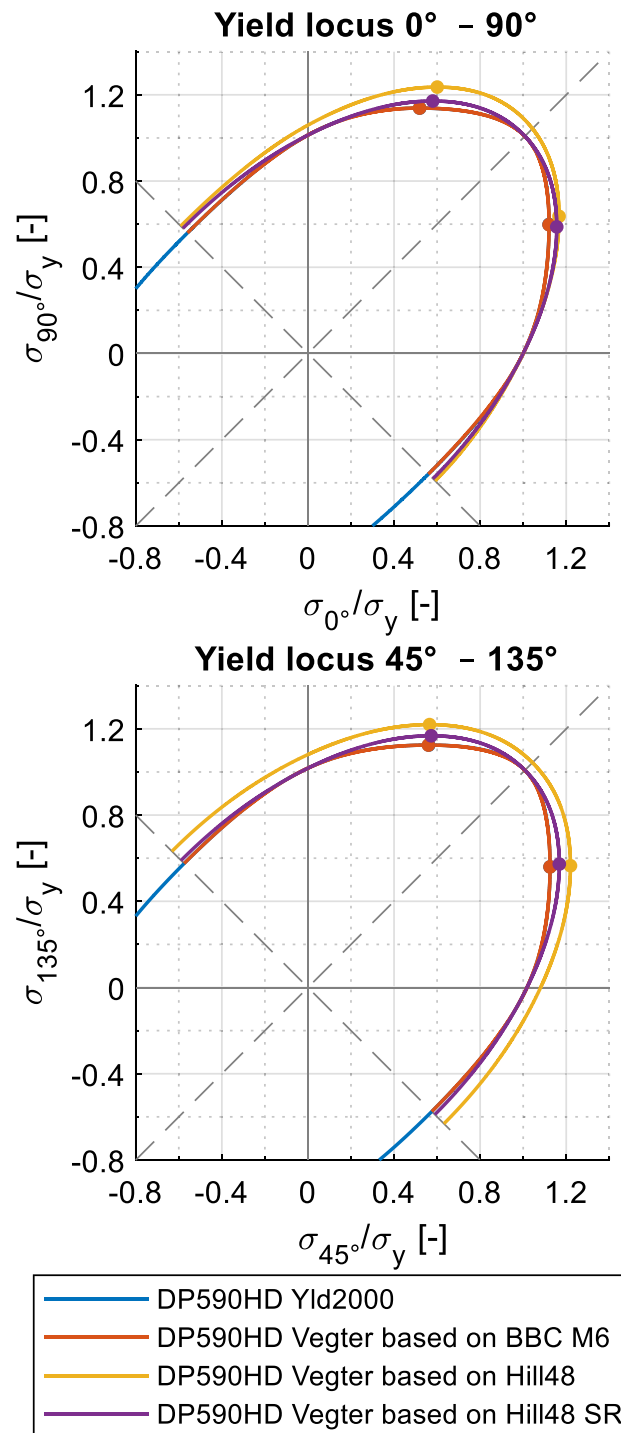 Yield locus 0° – 90°
1.2
0.8
0.4
0
-0.4
-0.8
σ90°/σy [-]
-0.8 -0.4 0 0.4 0.8 1.2
σ0°/σy [-]
Yield locus 45° – 135°
1.2
0.8
0.4
0
-0.4
-0.8
σ135°/σy [-]
-0.8 -0.4 0 0.4 0.8 1.2
σ45°/σy [-]
DP590HD Yld2000
DP590HD Vegter based on BBC M6
DP590HD Vegter based on Hill48
DP590HD Vegter based on Hill48 SR